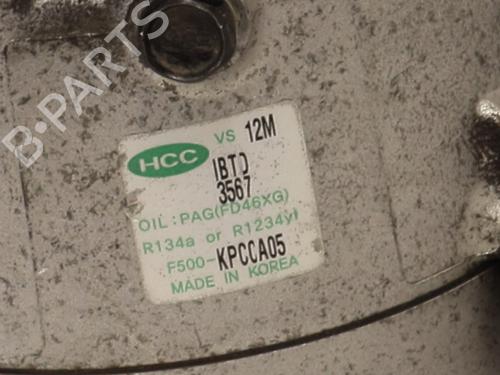 B-PARTS
HCC VS 12M
IBTD
3567
OIL : PAG(FD46XG)
R134a or R1234yf
F500-KPCCA05
MADE IN KOREA